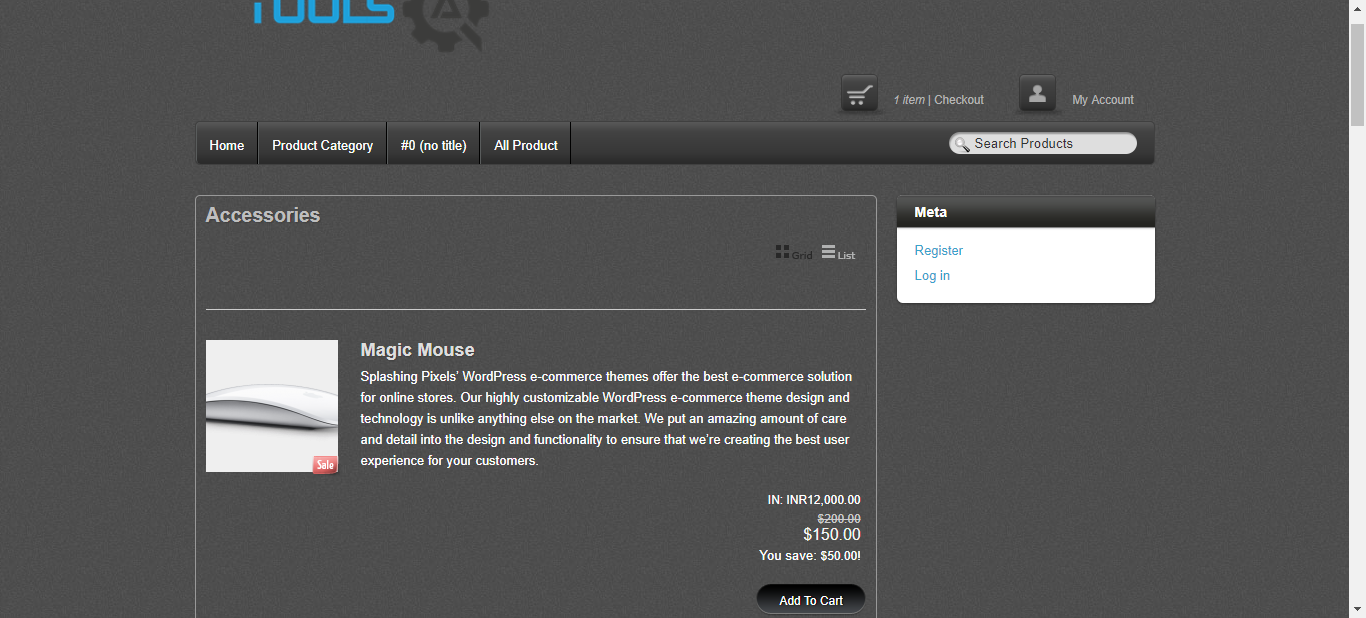 TOOLS
1 item | Checkout
My Account
Home
Product Category
#0 (no title)
All Product
Search Products
Accessories
Grid
List
Meta
Register
Log in
Magic Mouse
Splashing Pixels’ WordPress e-commerce themes offer the best e-commerce solution
for online stores. Our highly customizable WordPress e-commerce theme design and
technology is unlike anything else on the market. We put an amazing amount of care
and detail into the design and functionality to ensure that we’re creating the best user
experience for your customers.
Sale
IN: INR12,000.00
$200.00
$150.00
You save: $50.00!
Add To Cart